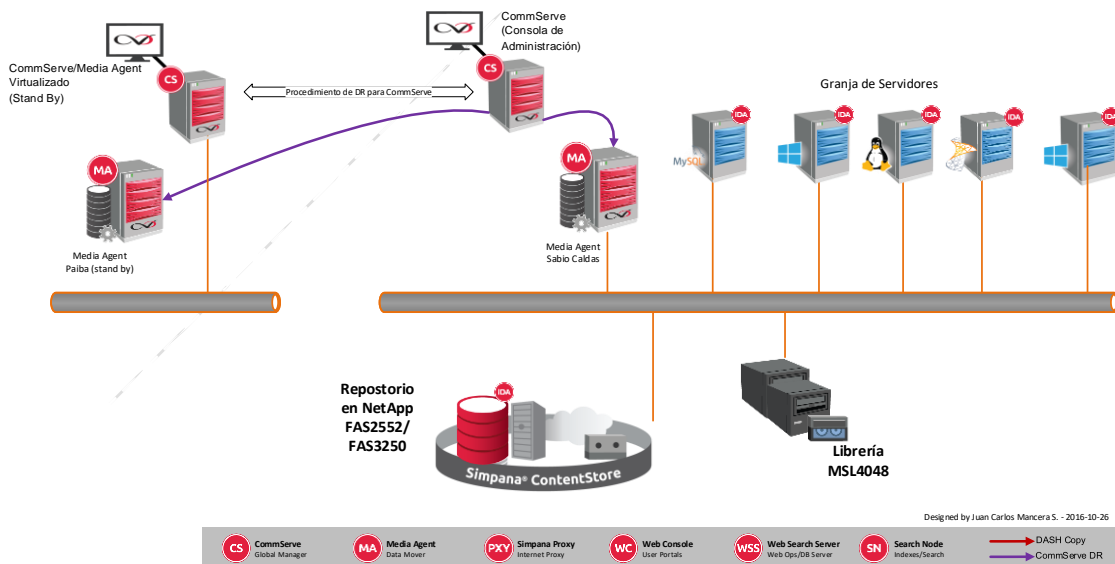 CommServe
(Consola de
Administración)
CommServe/Media Agent
Virtualizado
(Stand By)
CS
CS
Procedimiento de DR para CommServe
Granja de Servidores
IDA
IDA
IDA
IDA
IDA
MA
MA
MySQL
Media Agent
Paiba (stand by)
Media Agent
Sabio Caldas
Repostorio
en NetApp
FAS2552/
FAS3250
IDA
Simpana® ContentStore
Librería
MSL4048
Designed by Juan Carlos Mancera S. - 2016-10-26
CS
CommServe
Global Manager
MA
Media Agent
Data Mover
PXY
Simpana Proxy
Internet Proxy
WC
Web Console
User Portals
WSS
Web Search Server
Web Ops/DB Server
SN
Search Node
Indexes/Search
DASH Copy
CommServe DR